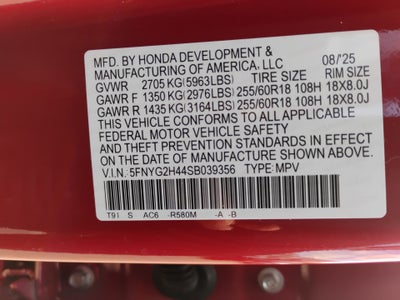 MFD. BY HONDA DEVELOPMENT &
MANUFACTURING OF AMERICA, LLC 08/'25
GVWR 2705 KG(5963LBS) TIRE SIZE RIM SIZE
GAWR F 1350 KG(2976LBS) 255/60R18 108H 18X8.0J
GAWR R 1435 KG(3164LBS) 255/60R18 108H 18X8.0J
THIS VEHICLE CONFORMS TO ALL APPLICABLE
FEDERAL MOTOR VEHICLE SAFETY
AND THEFT PREVENTION STANDARDS IN EFFECT
ON THE DATE OF MANUFACTURE SHOWN ABOVE.
V.I.N.: 5FNYG2H44SB039356 TYPE: MPV
T91 S AC6 -R580M -A -B